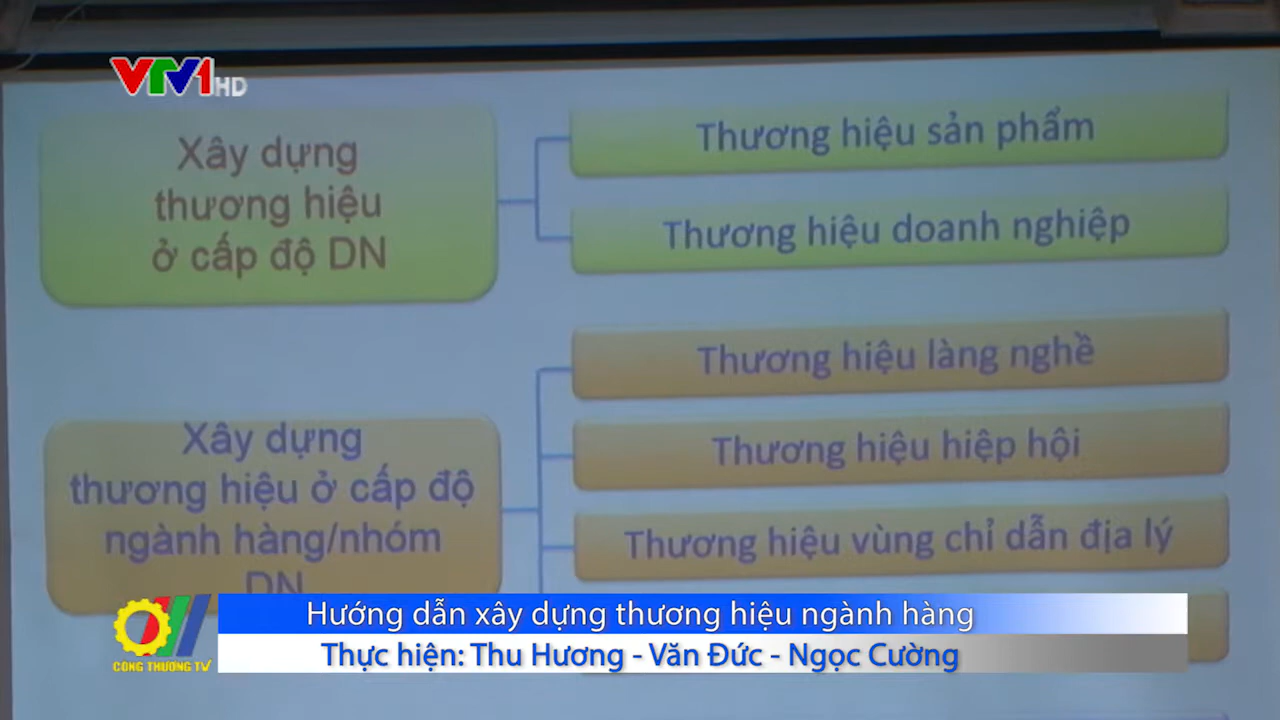 VTV1 HD
Xây dựng
thương hiệu
ở cấp độ DN
Thương hiệu sản phẩm
Thương hiệu doanh nghiệp
Xây dựng
thương hiệu ở cấp độ
ngành hàng/nhóm
DN
Thương hiệu làng nghề
Thương hiệu hiệp hội
Thương hiệu vùng chỉ dẫn địa lý
Hướng dẫn xây dựng thương hiệu ngành hàng
Thực hiện: Thu Hương - Văn Đức - Ngọc Cường
CÔNG THƯƠNG TV